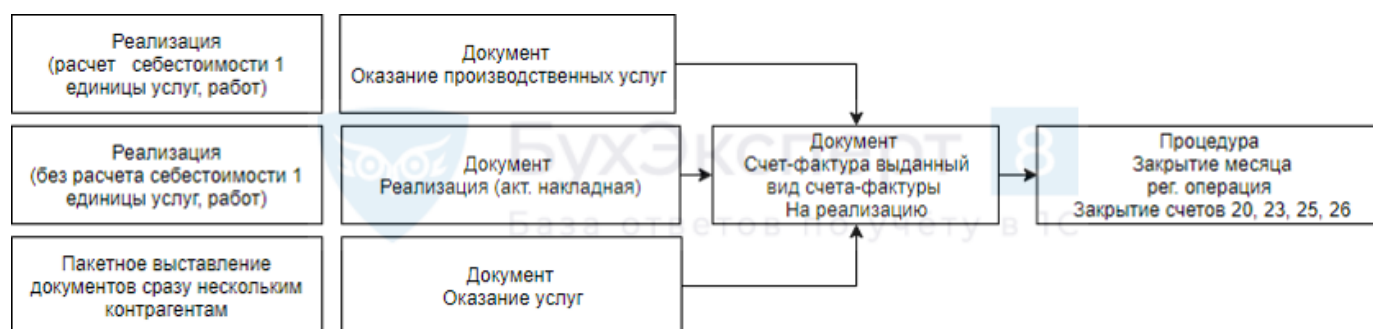 Реализация
(расчет себестоимости 1
единицы услуг, работ)
Документ
Оказание производственных услуг
Реализация
(без расчета себестоимости 1
единицы услуг, работ)
Документ
Реализация (акт. накладная)
Документ
Счет-фактура выданный
вид счета-фактуры
На реализацию
Процедура
Закрытие месяца
рег. операция
Закрытие счетов 20, 23, 25, 26
Пакетное выставление
документов сразу нескольким
контрагентам
Документ
Оказание услуг
БухЭксперт 8
База ответов по учету в 1С